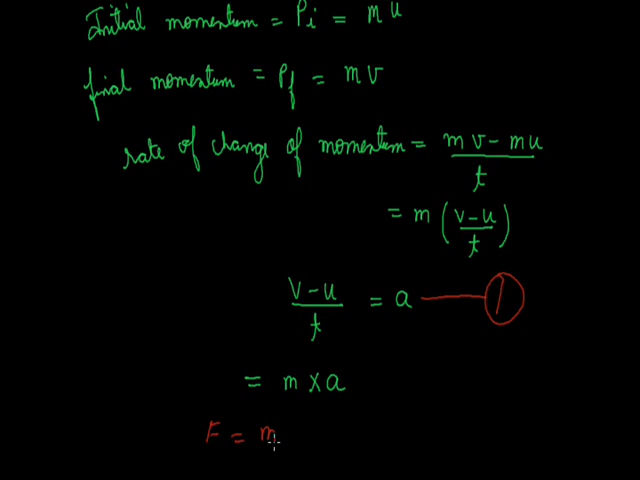 Initial momentum = Pi = mu
final momentum = Pf = mv
rate of change of momentum = mv-mu/t
= m (v-u/t)
v-u/t = a — 1
= m x a
F = m